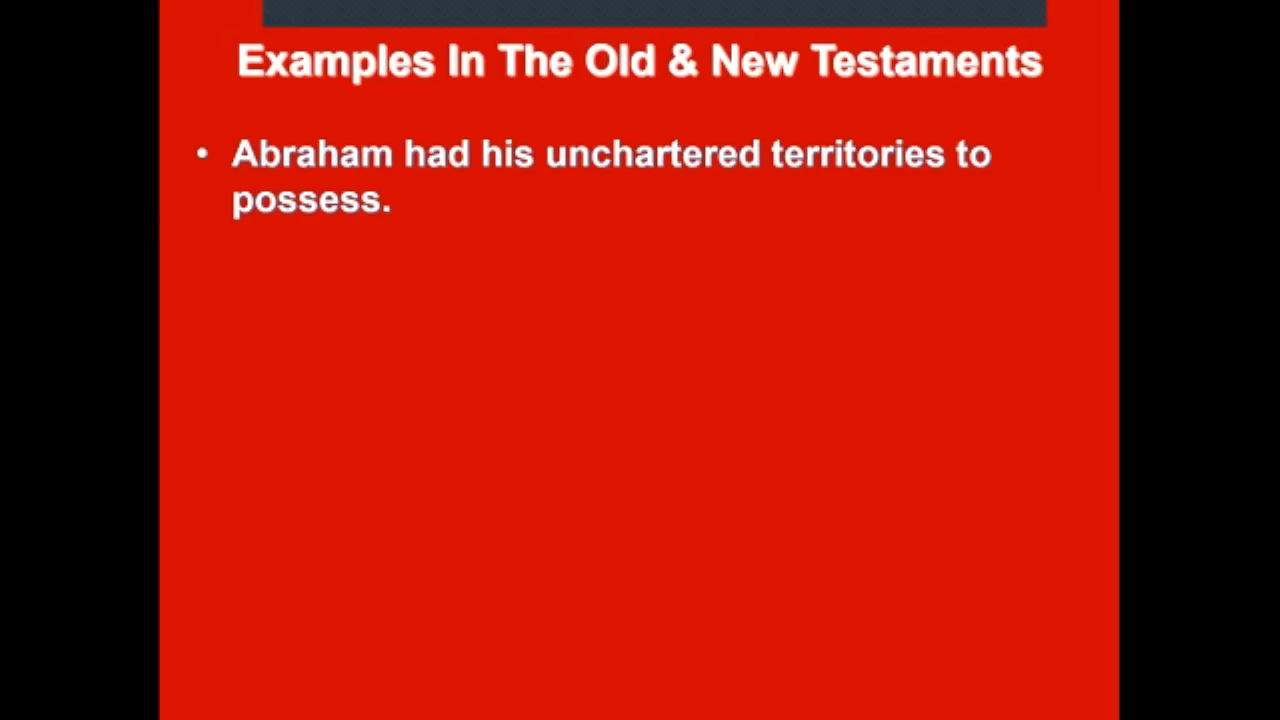 Examples In The Old & New Testaments
• Abraham had his unchartered territories to
possess.